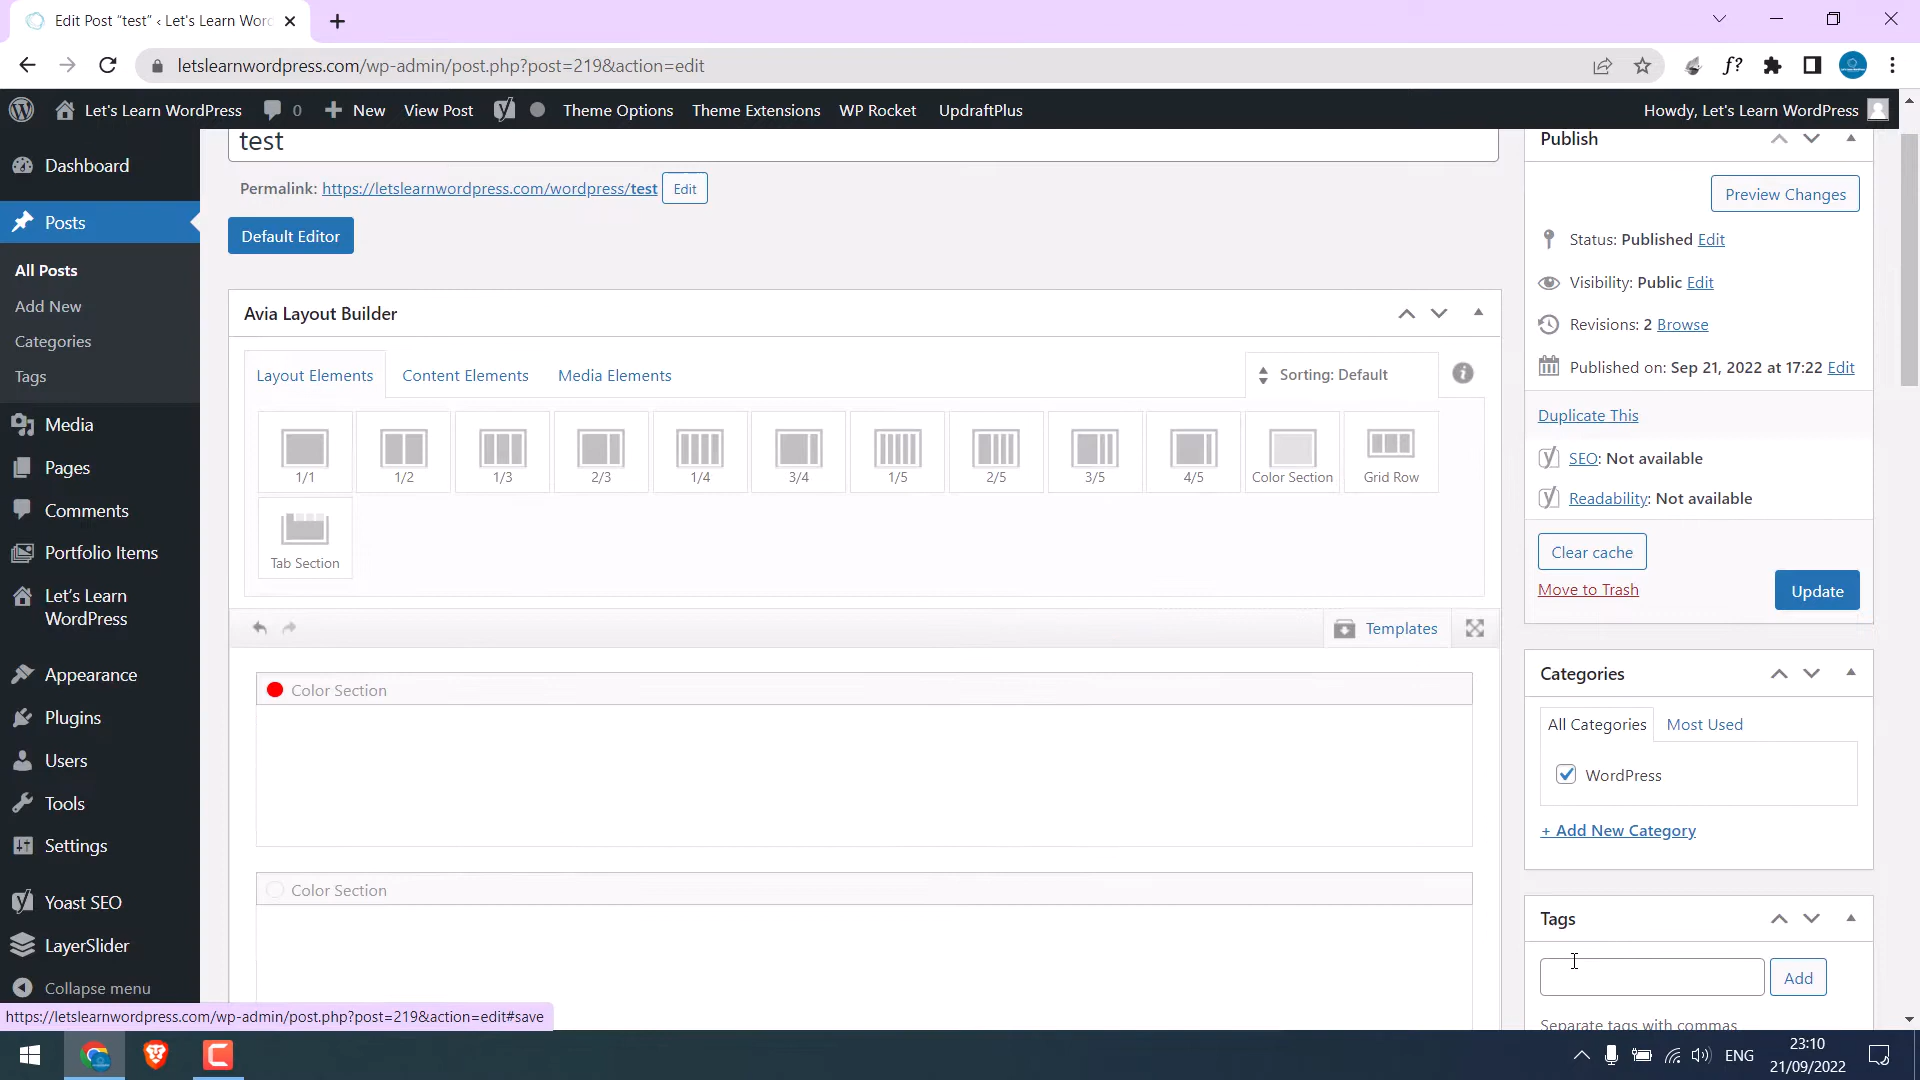 Edit Post “test” ‹ Let's Learn Word
letslearnwordpress.com/wp-admin/post.php?post=219&action=edit
Let's Learn WordPress
0
New
View Post
Theme Options
Theme Extensions
WP Rocket
UpdraftPlus
Howdy, Let's Learn WordPress
Dashboard
Posts
All Posts
Add New
Categories
Tags
Media
Pages
Comments
Portfolio Items
Let’s Learn
WordPress
Appearance
Plugins
Users
Tools
Settings
Yoast SEO
LayerSlider
Collapse menu
test
Permalink: https://letslearnwordpress.com/wordpress/test Edit
Default Editor
Avia Layout Builder
Layout Elements
Content Elements
Media Elements
Sorting: Default
1/1
1/2
1/3
2/3
1/4
3/4
1/5
2/5
3/5
4/5
Color Section
Grid Row
Tab Section
Templates
Color Section
Color Section
Publish
Preview Changes
Status: Published Edit
Visibility: Public Edit
Revisions: 2 Browse
Published on: Sep 21, 2022 at 17:22 Edit
Duplicate This
SEO: Not available
Readability: Not available
Clear cache
Move to Trash
Update
Categories
All Categories
Most Used
WordPress
+ Add New Category
Tags
Add
Separate tags with commas
https://letslearnwordpress.com/wp-admin/post.php?post=219&action=edit#save
ENG
23:10
21/09/2022